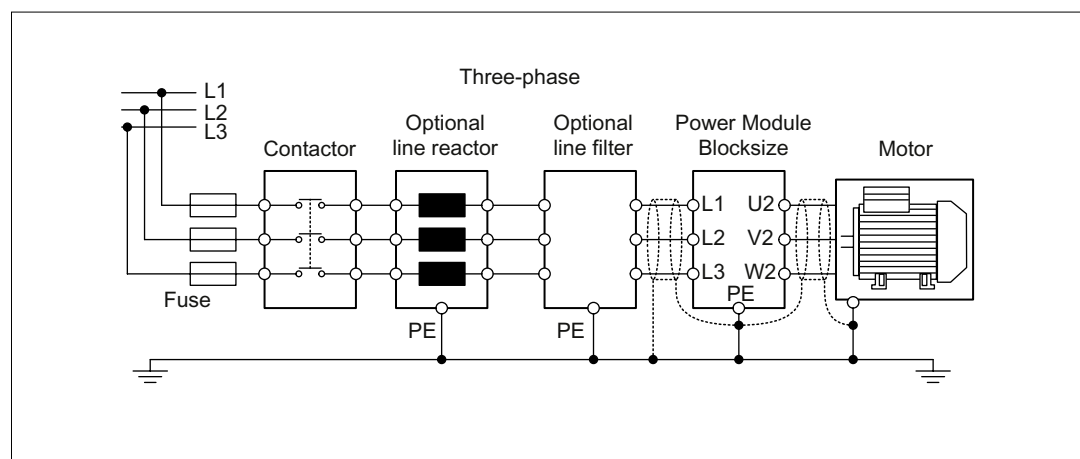 Three-phase
L1
L2
L3
Contactor
Optional
line reactor
Optional
line filter
Power Module
Blocksize
Motor
L1
U2
L2
V2
L3
W2
Fuse
PE
PE
PE